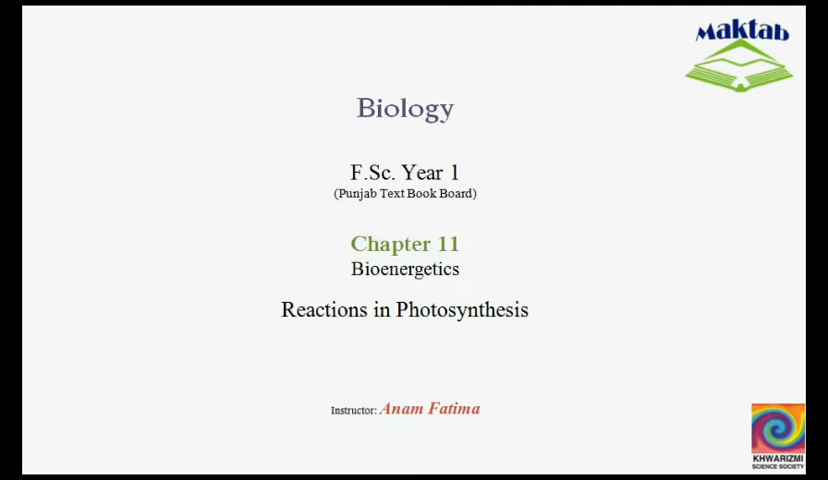 Maktab
Biology
F.Sc. Year 1
(Punjab Text Book Board)
Chapter 11
Bioenergetics
Reactions in Photosynthesis
Instructor: Anam Fatima
KHWARIZMI
SCIENCE SOCIETY